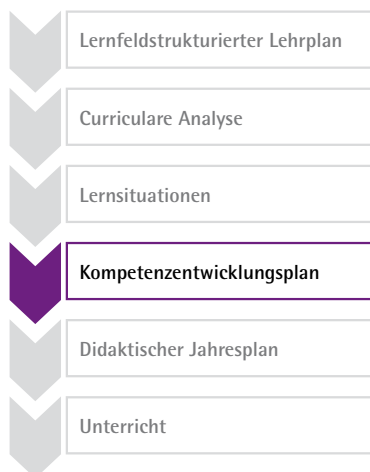 Lernfeldstrukturierter Lehrplan
Curriculare Analyse
Lernsituationen
Kompetenzentwicklungsplan
Didaktischer Jahresplan
Unterricht